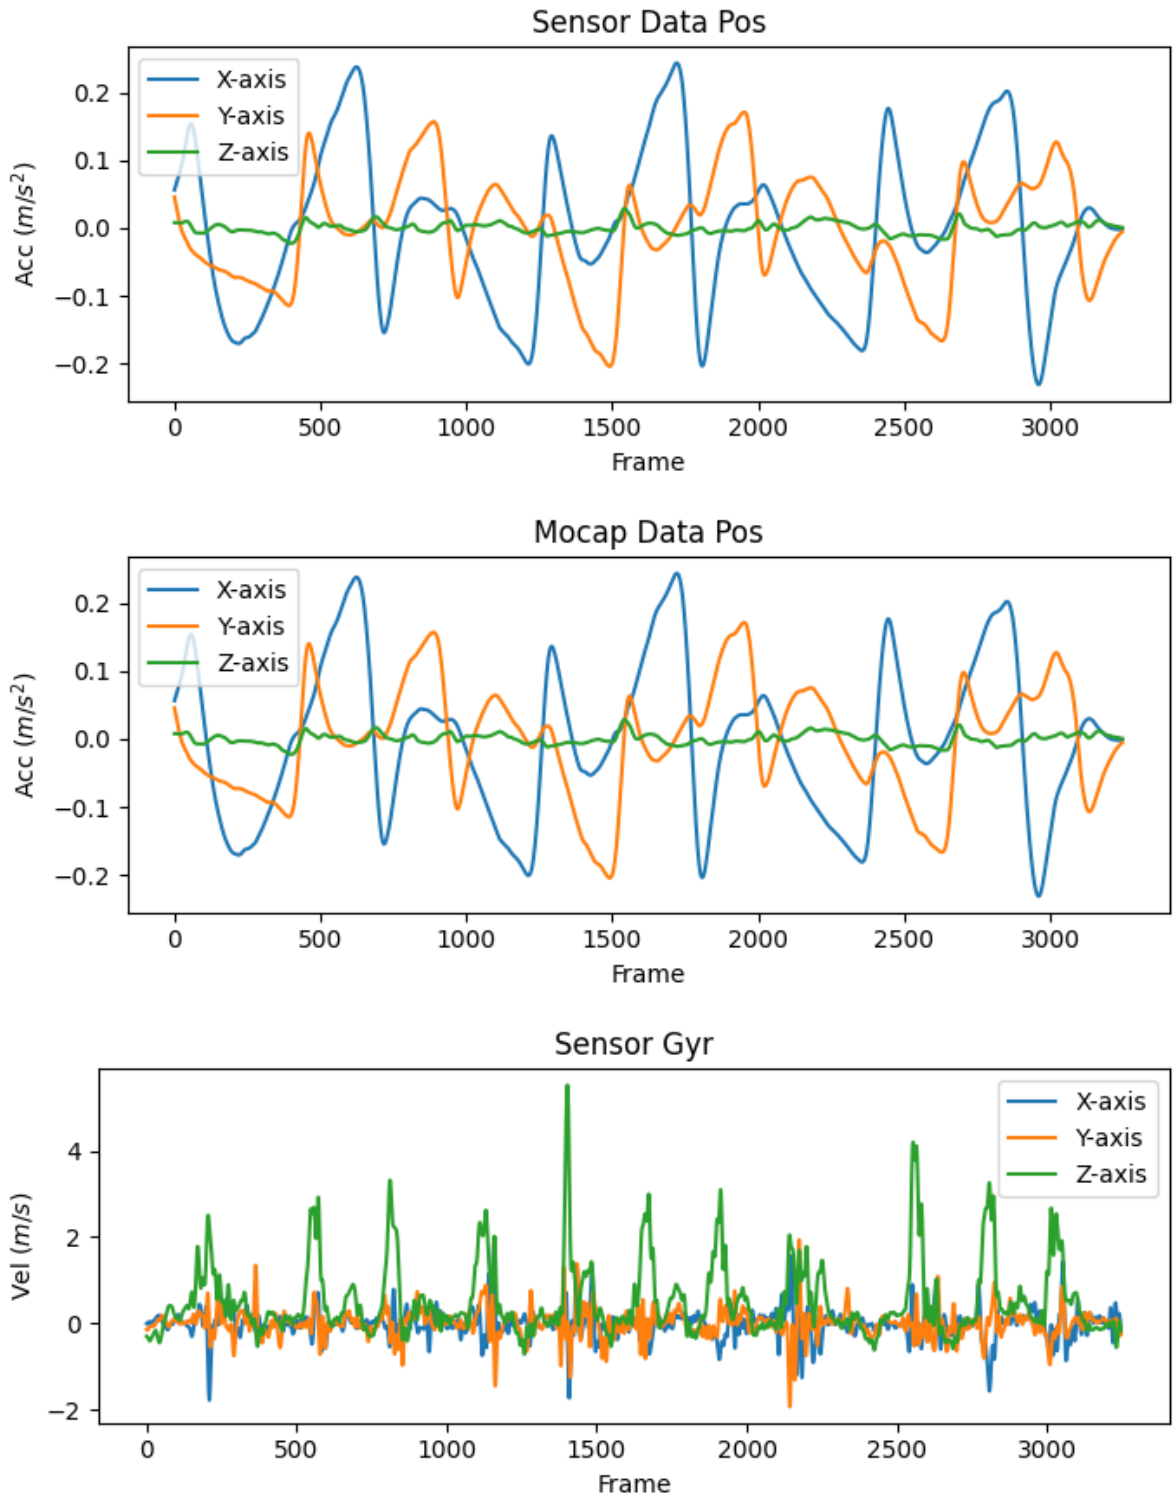 Sensor Data Pos
X-axis
Y-axis
Z-axis
Acc (m/s²)
0.2
0.1
0.0
−0.1
−0.2
0 500 1000 1500 2000 2500 3000
Frame
Mocap Data Pos
X-axis
Y-axis
Z-axis
Acc (m/s²)
0.2
0.1
0.0
−0.1
−0.2
0 500 1000 1500 2000 2500 3000
Frame
Sensor Gyr
X-axis
Y-axis
Z-axis
Vel (m/s)
4
2
0
−2
0 500 1000 1500 2000 2500 3000
Frame